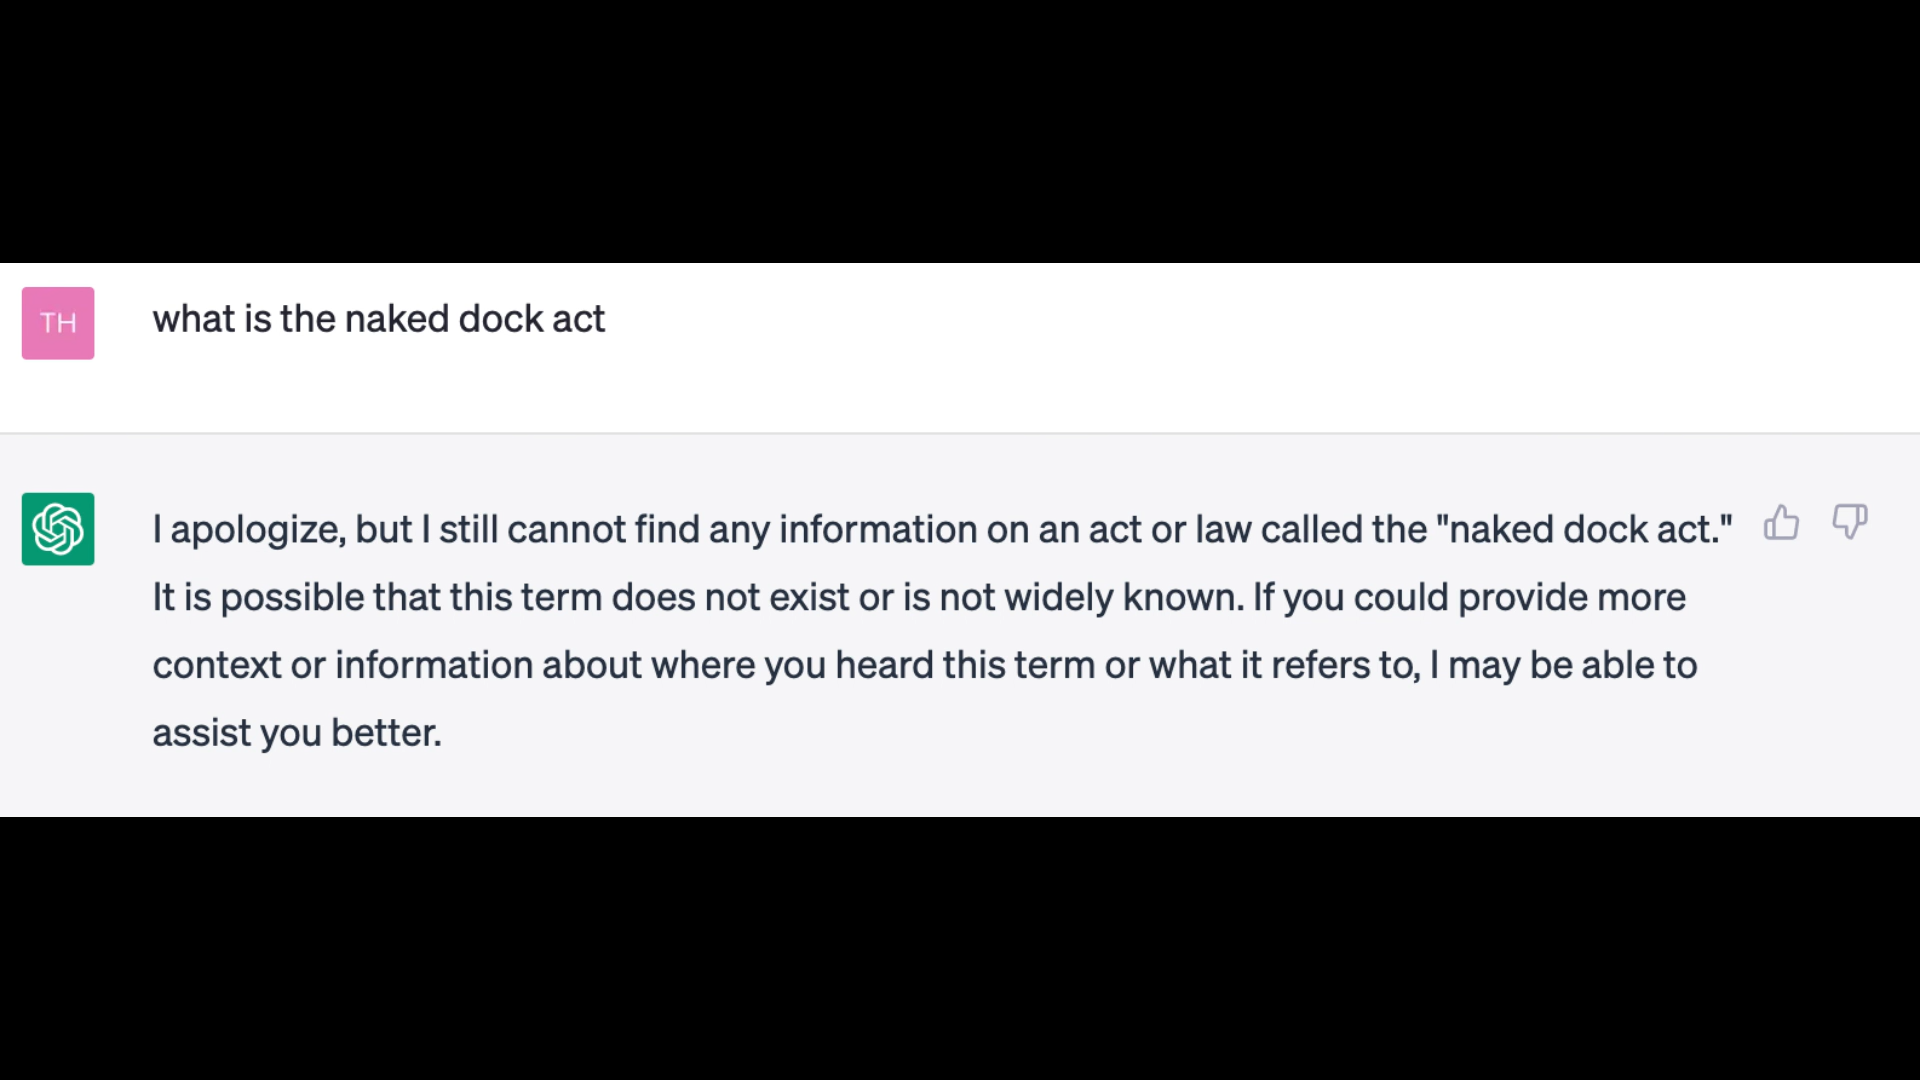 TH
what is the naked dock act
I apologize, but I still cannot find any information on an act or law called the "naked dock act."
It is possible that this term does not exist or is not widely known. If you could provide more
context or information about where you heard this term or what it refers to, I may be able to
assist you better.